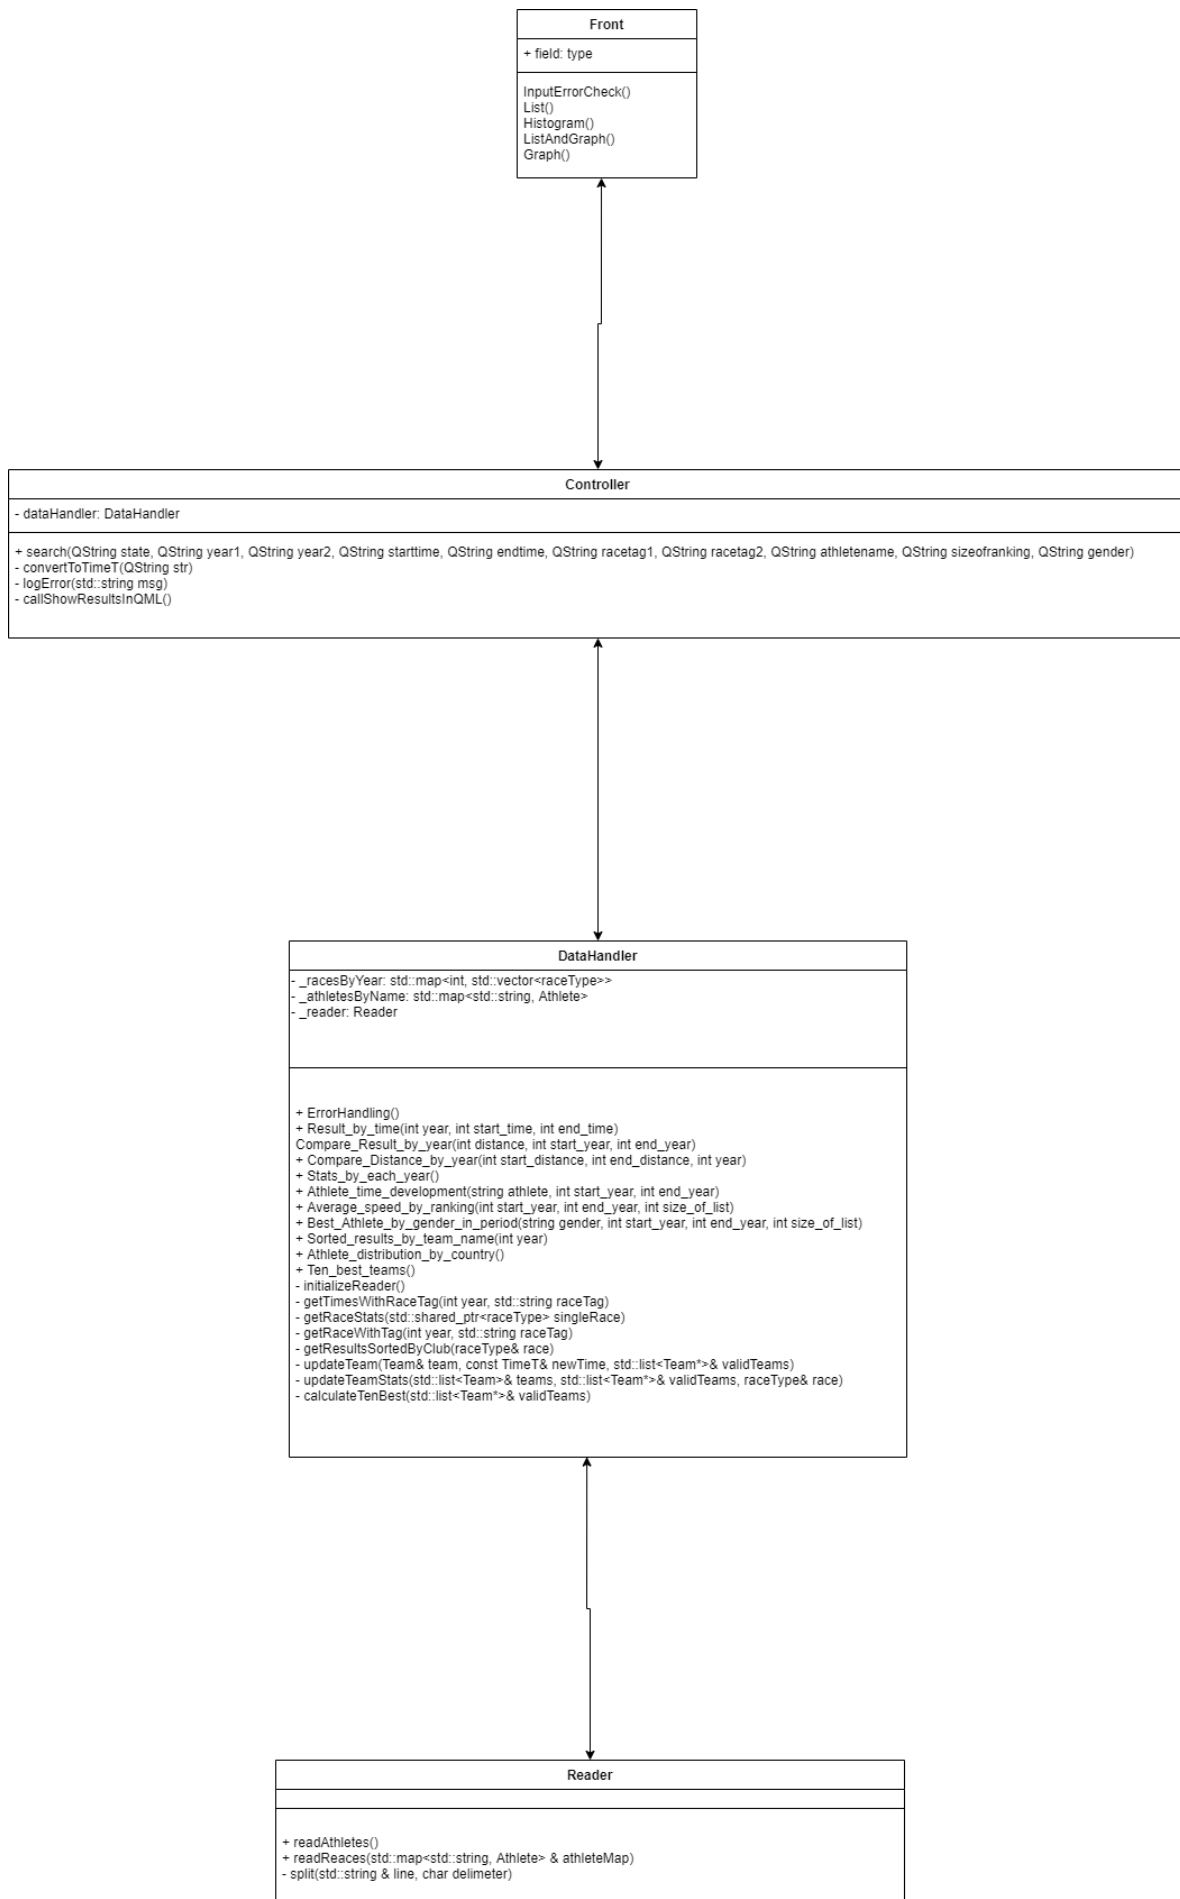 Front
+ field: type
InputErrorCheck()
List()
Histogram()
ListAndGraph()
Graph()
Controller
- dataHandler: DataHandler
+ search(QString state, QString year1, QString year2, QString starttime, QString endtime, QString racetag1, QString racetag2, QString athletename, QString sizeofranking, QString gender)
- convertToTimeT(QString str)
- logError(std::string msg)
- callShowResultsInQML()
DataHandler
- _racesByYear: std::map<int, std::vector<raceType>>
- _athletesByName: std::map<std::string, Athlete>
- _reader: Reader
+ ErrorHandling()
+ Result_by_time(int year, int start_time, int end_time)
Compare_Result_by_year(int distance, int start_year, int end_year)
+ Compare_Distance_by_year(int start_distance, int end_distance, int year)
+ Stats_by_each_year()
+ Athlete_time_development(string athlete, int start_year, int end_year)
+ Average_speed_by_ranking(int start_year, int end_year, int size_of_list)
+ Best_Athlete_by_gender_in_period(string gender, int start_year, int end_year, int size_of_list)
+ Sorted_results_by_team_name(int year)
+ Athlete_distribution_by_country()
+ Ten_best_teams()
- initializeReader()
- getTimesWithRaceTag(int year, std::string raceTag)
- getRaceStats(std::shared_ptr<raceType> singleRace)
- getRaceWithTag(int year, std::string raceTag)
- getResultsSortedByClub(raceType& race)
- updateTeam(Team& team, const TimeT& newTime, std::list<Team*>& validTeams)
- updateTeamStats(std::list<Team>& teams, std::list<Team*>& validTeams, raceType& race)
- calculateTenBest(std::list<Team*>& validTeams)
Reader
+ readAthletes()
+ readReaces(std::map<std::string, Athlete> & athleteMap)
- split(std::string & line, char delimeter)